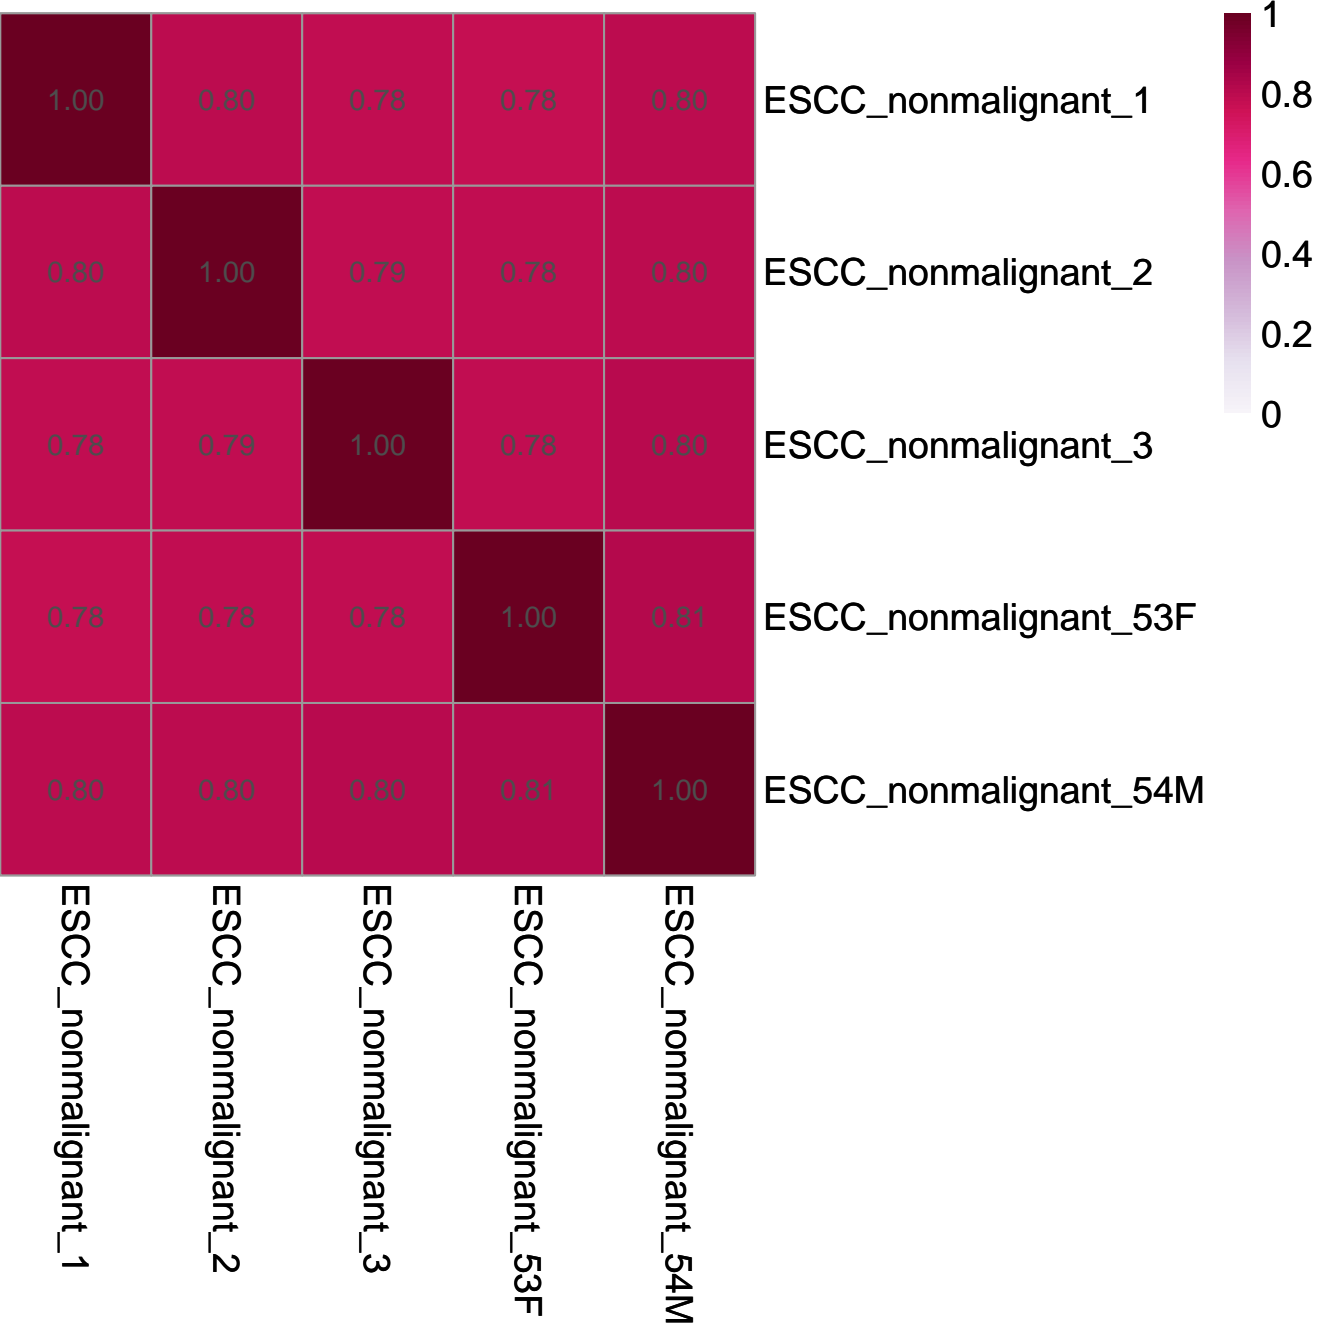 1.00 0.80 0.78 0.78 0.80 ESCC_nonmalignant_1
0.80 1.00 0.79 0.78 0.80 ESCC_nonmalignant_2
0.78 0.79 1.00 0.78 0.80 ESCC_nonmalignant_3
0.78 0.78 0.78 1.00 0.81 ESCC_nonmalignant_53F
0.80 0.80 0.80 0.81 1.00 ESCC_nonmalignant_54M
ESCC_nonmalignant_1
ESCC_nonmalignant_2
ESCC_nonmalignant_3
ESCC_nonmalignant_53F
ESCC_nonmalignant_54M
1
0.8
0.6
0.4
0.2
0